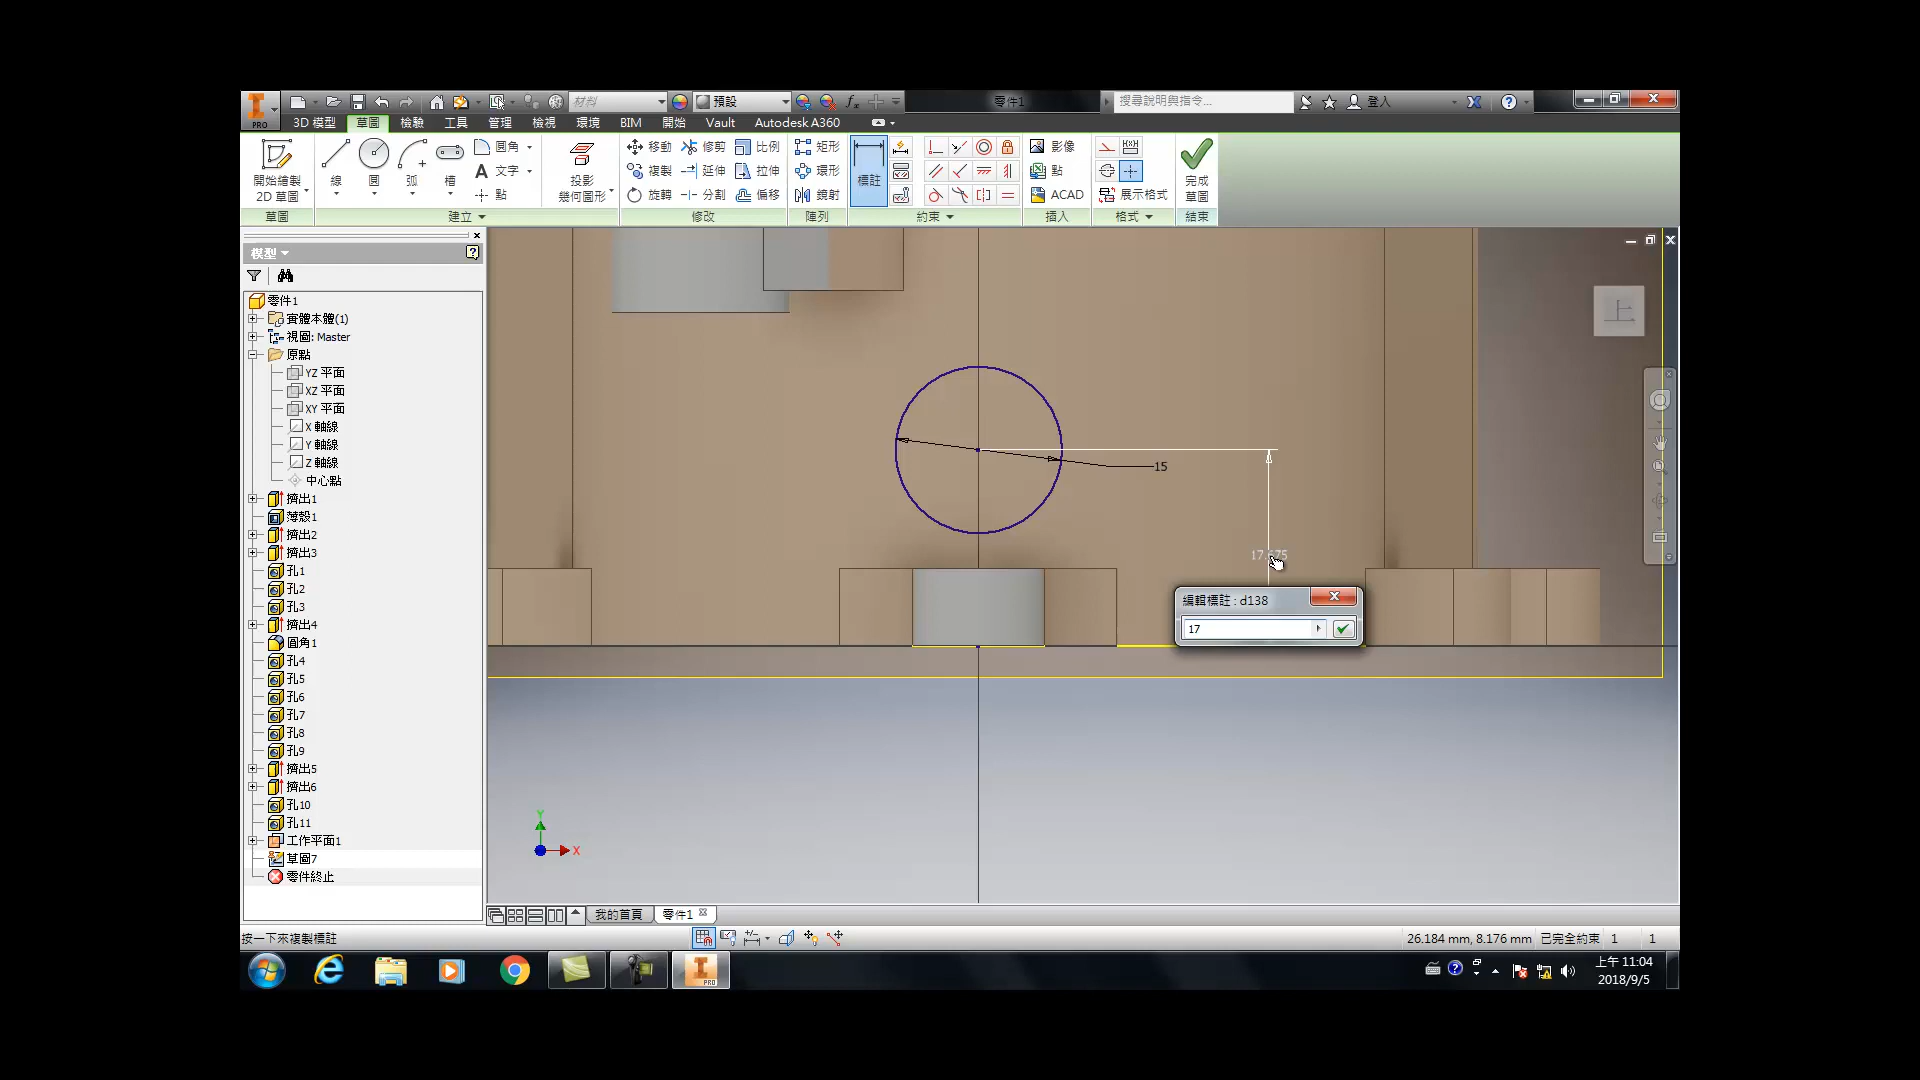 PRO
材料
預設
零件1
搜尋說明與指令...
登入
3D 模型
草圖
檢驗
工具
管理
檢視
環境
BIM
開始
Vault
Autodesk A360
開始繪製
2D 草圖
線
圓
弧
槽
圓角
文字
點
投影
幾何圖形
移動
修剪
比例
複製
延伸
拉伸
旋轉
分割
偏移
矩形
環形
鏡射
標註
影像
點
ACAD
展示格式
完成
草圖
草圖
建立
修改
陣列
約束
插入
格式
結束
模型
零件1
實體本體(1)
視圖: Master
原點
YZ 平面
XZ 平面
XY 平面
X 軸線
Y 軸線
Z 軸線
中心點
擠出1
薄殼1
擠出2
擠出3
孔1
孔2
孔3
擠出4
圓角1
孔4
孔5
孔6
孔7
孔8
孔9
擠出5
擠出6
孔10
孔11
工作平面1
草圖7
零件終止
上
15
編輯標註 : d138
17
Y
X
我的首頁
零件1
按一下來複製標註
26.184 mm, 8.176 mm
已完全約束
1
1
PRO
上午 11:04
2018/9/5